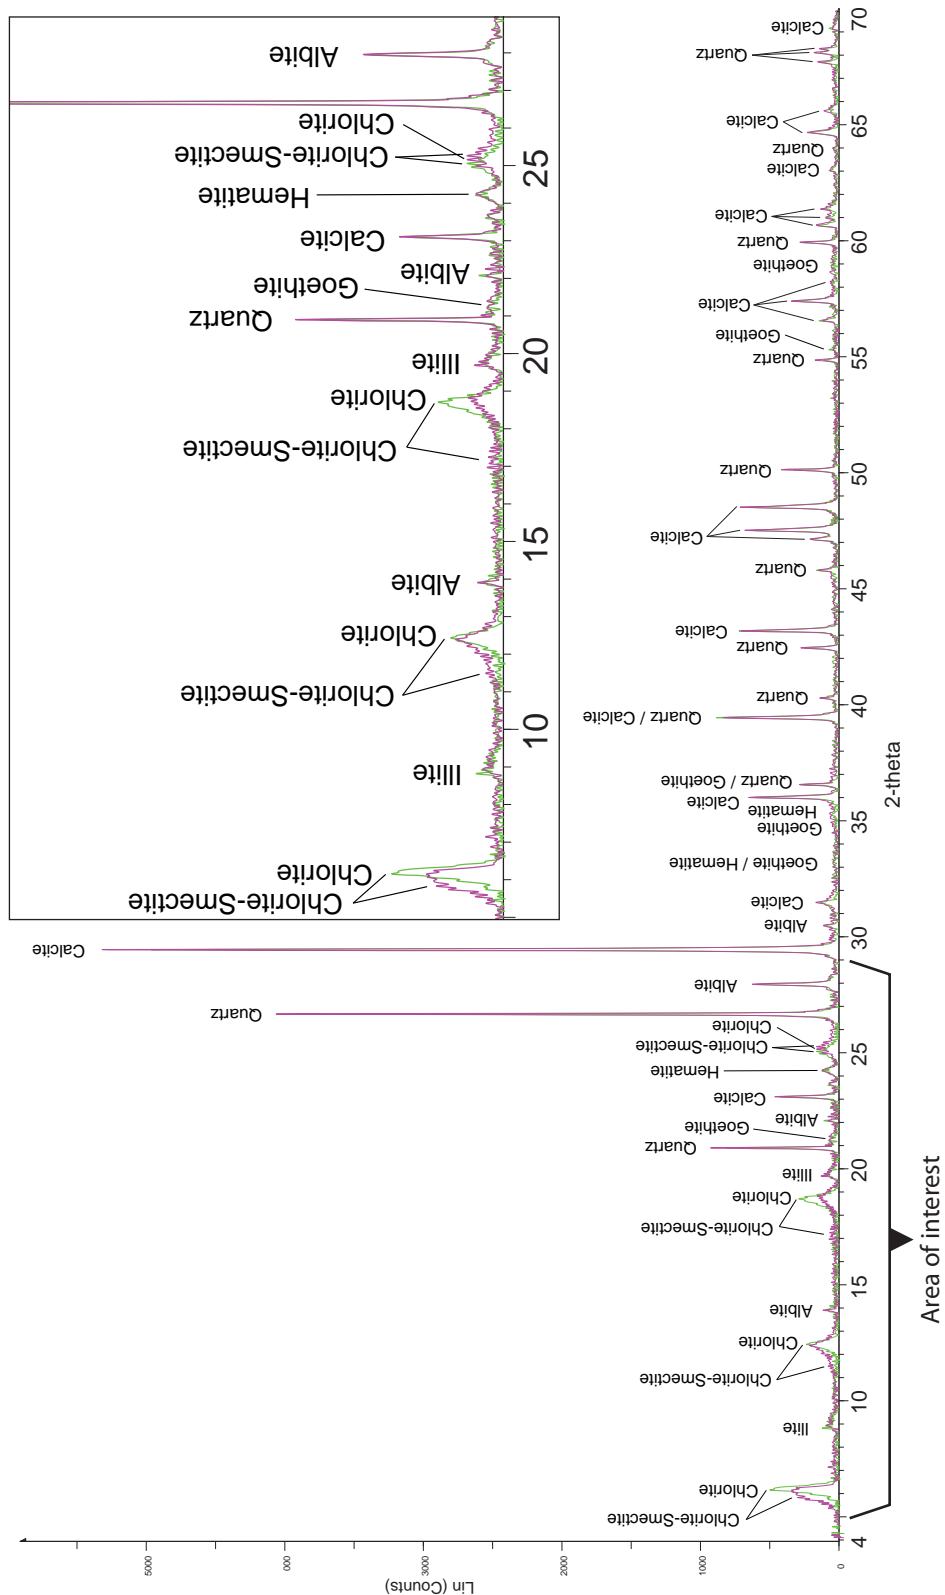 Albite
Chlorite
Chlorite-Smectite
Hematite
Calcite
Albite
Goethite
Quartz
Illite
Chlorite
Chlorite-Smectite
Albite
Chlorite
Chlorite-Smectite
Illite
Chlorite
Chlorite-Smectite
25
20
15
10
Calcite
Quartz
Calcite
Quartz
Calcite
Calcite
Quartz
Goethite
Calcite
Goethite
Quartz
Quartz
Calcite
Quartz
Calcite
Quartz
Quartz
Quartz / Calcite
Quartz / Goethite
Calcite
Hematite
Goethite
Goethite / Hematite
Calcite
Albite
Calcite
Albite
Quartz
Chlorite
Chlorite-Smectite
Hematite
Calcite
Albite
Goethite
Quartz
Illite
Chlorite
Chlorite-Smectite
Albite
Chlorite
Chlorite-Smectite
Ilite
Chlorite
Chlorite-Smectite
70
65
60
55
50
45
40
35
30
25
20
15
10
4
2-theta
Area of interest
5000
000
3000
2000
1000
0
Lin (Counts)